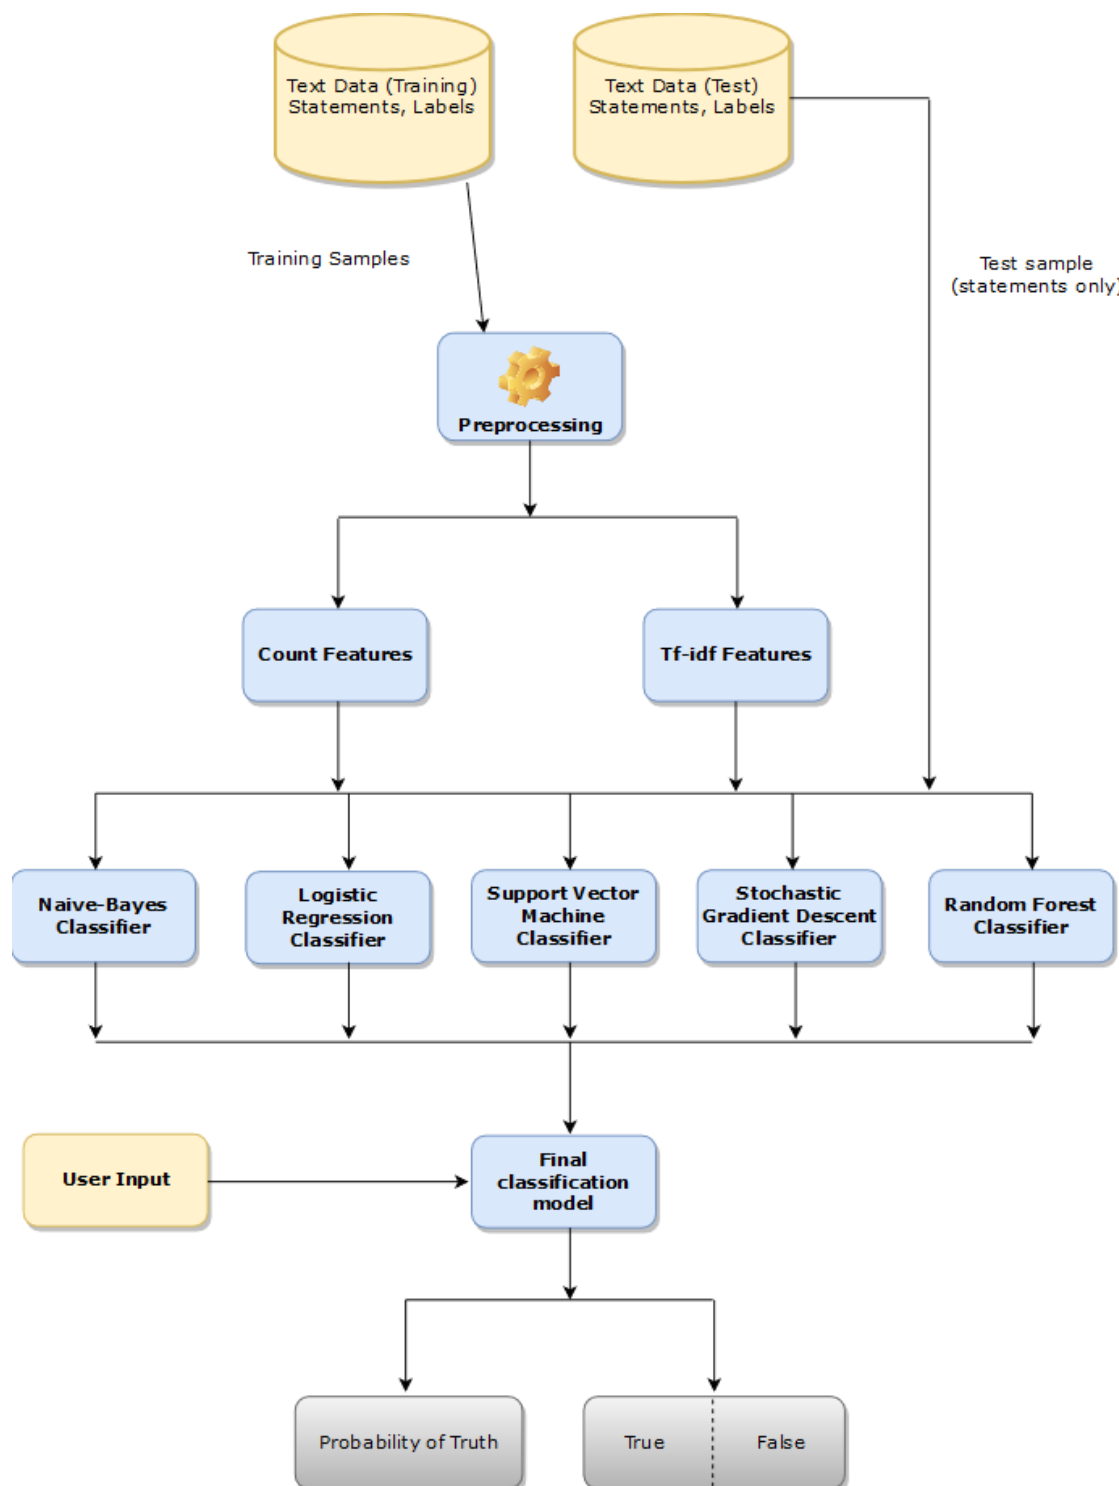 Text Data (Training)
Statements, Labels
Text Data (Test)
Statements, Labels
Training Samples
Test sample
(statements only)
Preprocessing
Count Features
Tf-idf Features
Naive-Bayes
Classifier
Logistic
Regression
Classifier
Support Vector
Machine
Classifier
Stochastic
Gradient Descent
Classifier
Random Forest
Classifier
User Input
Final
classification
model
Probability of Truth
True
False